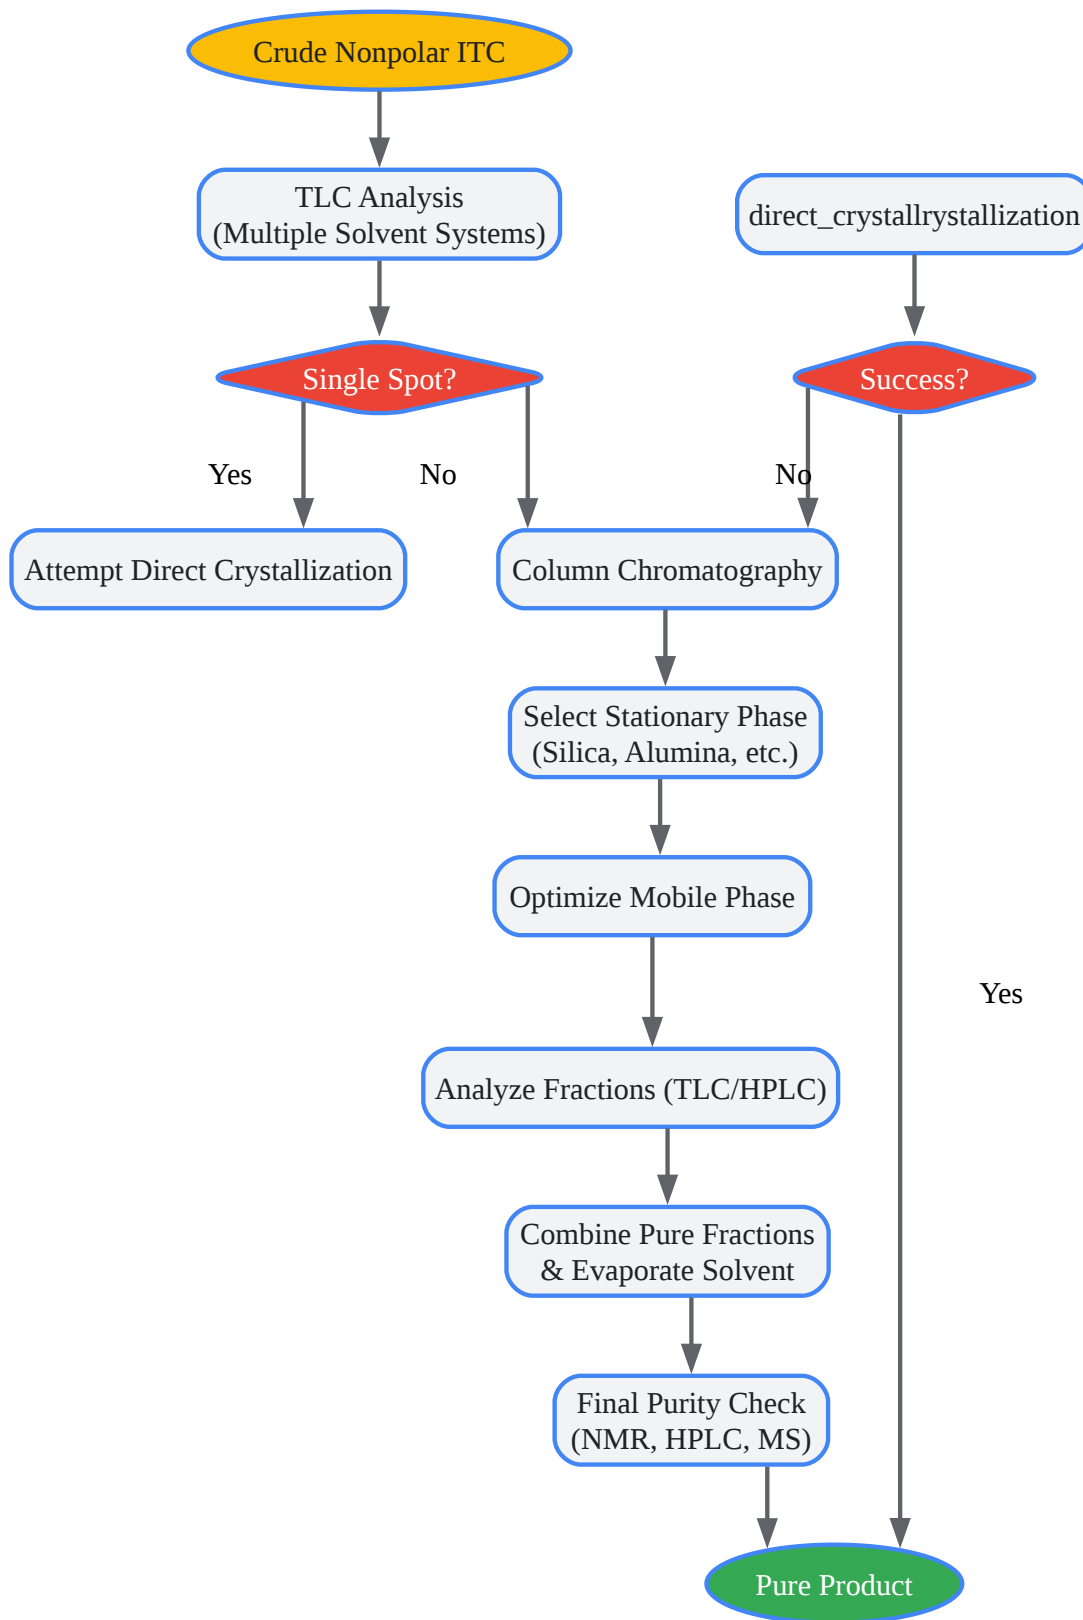 Crude Nonpolar ITC
TLC Analysis
(Multiple Solvent Systems)
direct_crystallrystallization
Single Spot?
Success?
Yes
No
No
Attempt Direct Crystallization
Column Chromatography
Select Stationary Phase
(Silica, Alumina, etc.)
Optimize Mobile Phase
Yes
Analyze Fractions (TLC/HPLC)
Combine Pure Fractions
& Evaporate Solvent
Final Purity Check
(NMR, HPLC, MS)
Pure Product